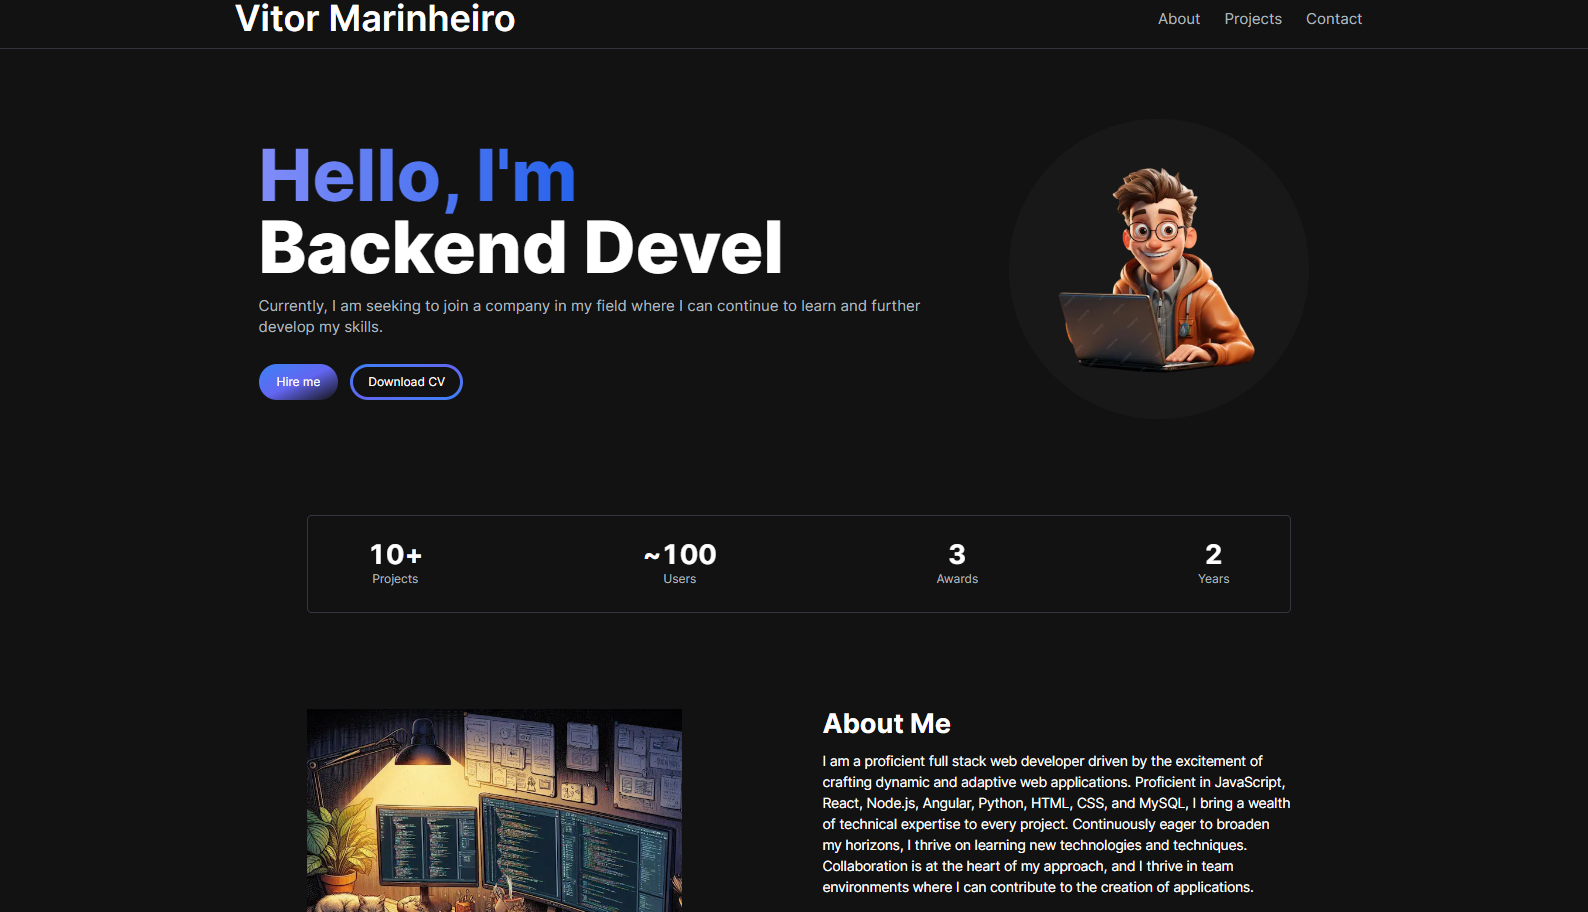 Vitor Marinheiro
About Projects Contact
Hello, I'm
Backend Devel
Currently, I am seeking to join a company in my field where I can continue to learn and further
develop my skills.
Hire me
Download CV
10+
Projects
~100
Users
3
Awards
2
Years
About Me
I am a proficient full stack web developer driven by the excitement of
crafting dynamic and adaptive web applications. Proficient in JavaScript,
React, Node.js, Angular, Python, HTML, CSS, and MySQL, I bring a wealth
of technical expertise to every project. Continuously eager to broaden
my horizons, I thrive on learning new technologies and techniques.
Collaboration is at the heart of my approach, and I thrive in team
environments where I can contribute to the creation of applications.